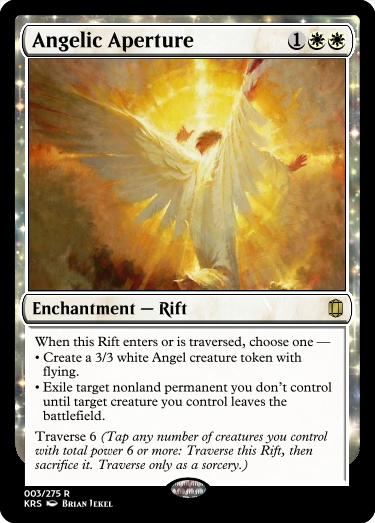 Angelic Aperture 1
Enchantment — Rift
When this Rift enters or is traversed, choose one —
• Create a 3/3 white Angel creature token with
flying.
• Exile target nonland permanent you don't control
until target creature you control leaves the
battlefield.
Traverse 6 (Tap any number of creatures you control
with total power 6 or more: Traverse this Rift, then
sacrifice it. Traverse only as a sorcery.)
003/275 R
KRS Brian Jekel